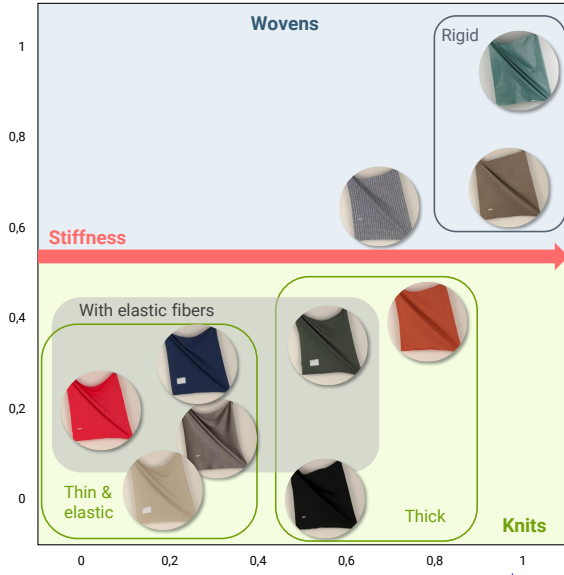 Wovens
1
Rigid
0,8
0,6
Stiffness
0,4
With elastic fibers
0,2
Thin &
elastic
0
Thick
Knits
0
0,2
0,4
0,6
0,8
1